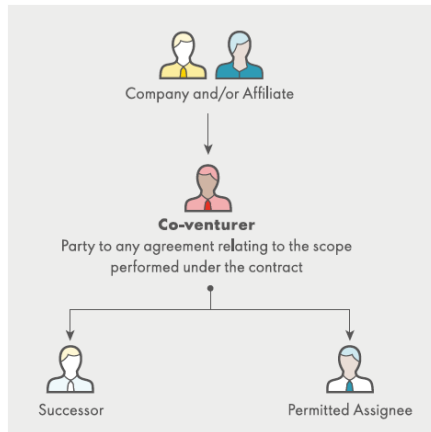 Company and/or Affiliate
Co-venturer
Party to any agreement relating to the scope
performed under the contract
Successor
Permitted Assignee